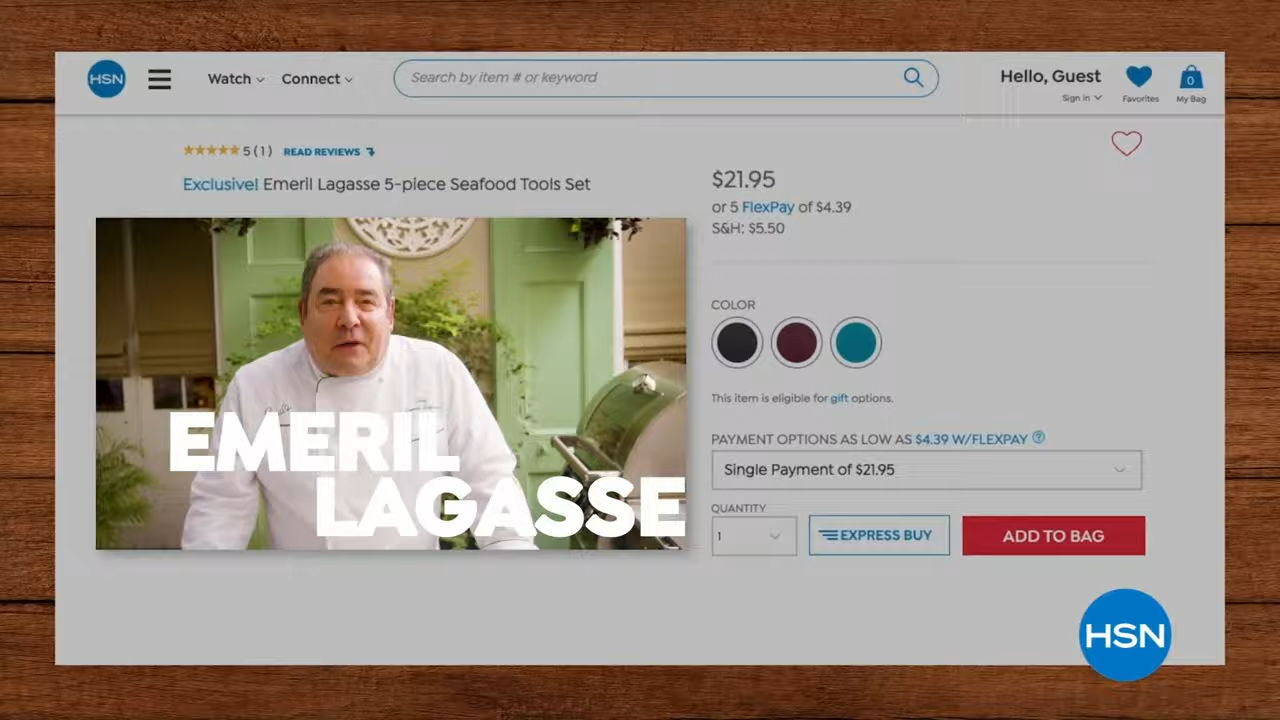 HSN
Watch
Connect
Search by item # or keyword
Hello, Guest
Sign in
Favorites
0
My Bag
5 (1) READ REVIEWS
Exclusive! Emeril Lagasse 5-piece Seafood Tools Set
EMERIL
LAGASSE
$21.95
or 5 FlexPay of $4.39
S&H: $5.50
COLOR
This item is eligible for gift options.
PAYMENT OPTIONS AS LOW AS $4.39 W/FLEXPAY ?
Single Payment of $21.95
QUANTITY
1
EXPRESS BUY
ADD TO BAG
HSN